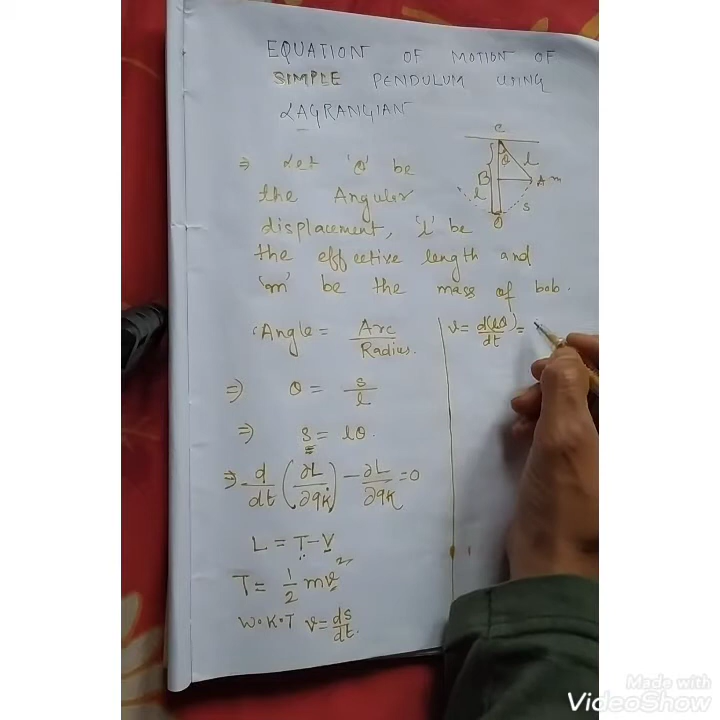 EQUATION OF MOTION OF
SIMPLE PENDULUM USING
LAGRANGIAN
⇒ Let 'θ' be
the Angular
displacement, 'l' be
the effective length and
'm' be the mass of bob.
C
θ l
B A m
l s
O
Angle = Arc/Radius.
⇒ θ = s/l
⇒ s = lθ.
⇒ d/dt (∂L/∂q̇k) - ∂L/∂qk = 0
L = T-V
T = 1/2 mv²
W.K.T v = ds/dt.
v = d(lθ)/dt =
Made with
VideoShow